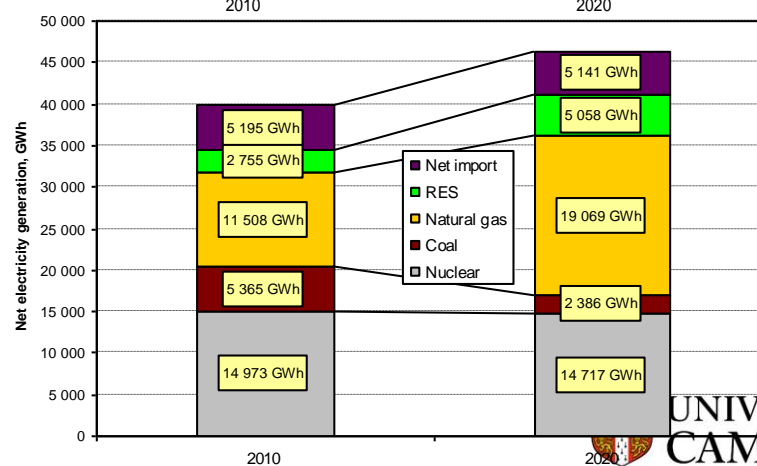 2010
2020
Net electricity generation, GWh
50 000
45 000
40 000
35 000
30 000
25 000
20 000
15 000
10 000
5 000
0
5 195 GWh
2 755 GWh
11 508 GWh
5 365 GWh
14 973 GWh
Net import
RES
Natural gas
Coal
Nuclear
5 141 GWh
5 058 GWh
19 069 GWh
2 386 GWh
14 717 GWh
2010
2020
UNIV
CAM